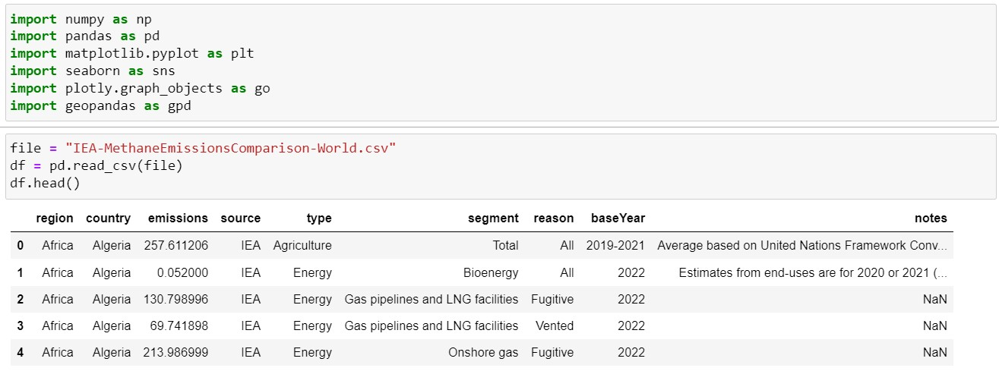 import numpy as np
import pandas as pd
import matplotlib.pyplot as plt
import seaborn as sns
import plotly.graph_objects as go
import geopandas as gpd
file = "IEA-MethaneEmissionsComparison-World.csv"
df = pd.read_csv(file)
df.head()
region country emissions source type segment reason baseYear notes
0 Africa Algeria 257.611206 IEA Agriculture Total All 2019-2021 Average based on United Nations Framework Conv...
1 Africa Algeria 0.052000 IEA Energy Bioenergy All 2022 Estimates from end-uses are for 2020 or 2021 (...
2 Africa Algeria 130.798996 IEA Energy Gas pipelines and LNG facilities Fugitive 2022 NaN
3 Africa Algeria 69.741898 IEA Energy Gas pipelines and LNG facilities Vented 2022 NaN
4 Africa Algeria 213.986999 IEA Energy Onshore gas Fugitive 2022 NaN